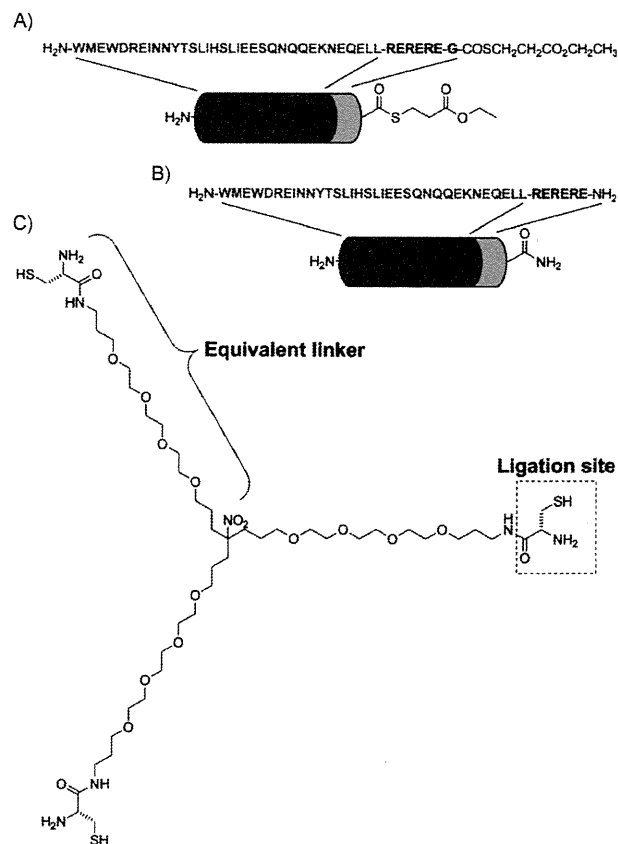 A)
H₂N-WMEWDREINNYTSLIHSLIEESQNQQEKNEQELL-RERERE-G-COSCH₂CH₂CO₂CH₂CH₃
H₂N
O
S
O
O
B)
H₂N-WMEWDREINNYTSLIHSLIEESQNQQEKNEQELL-RERERE-NH₂
H₂N
O
NH₂
C)
NH₂
HS
O
HN
Equivalent linker
O
O
O
O
Ligation site
SH
NO₂
O
O
O
O
H
N
O
NH₂
O
O
O
O
O
NH
H₂N
SH